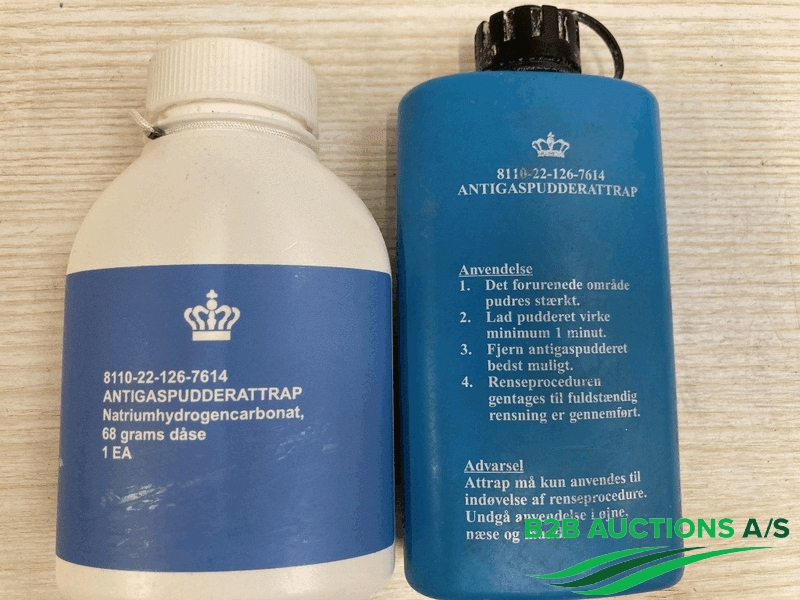 8110-22-126-7614
ANTIGASPUDDERATTRAP
Natriumhydrogencarbonat,
68 grams dåse
1 EA
8110-22-126-7614
ANTIGASPUDDERATTRAP
Anvendelse
1. Det forurenede område
pudres stærkt.
2. Lad pudderet virke
minimum 1 minut.
3. Fjern antigaspudderet
bedst muligt.
4. Renseproceduren
gentages til fuldstændig
rensning er gennemført.
Advarsel
Attrap må kun anvendes til
indøvelse af renseprocedure.
Undgå anvendelse i øjne,
næse og
B2B AUCTIONS A/S